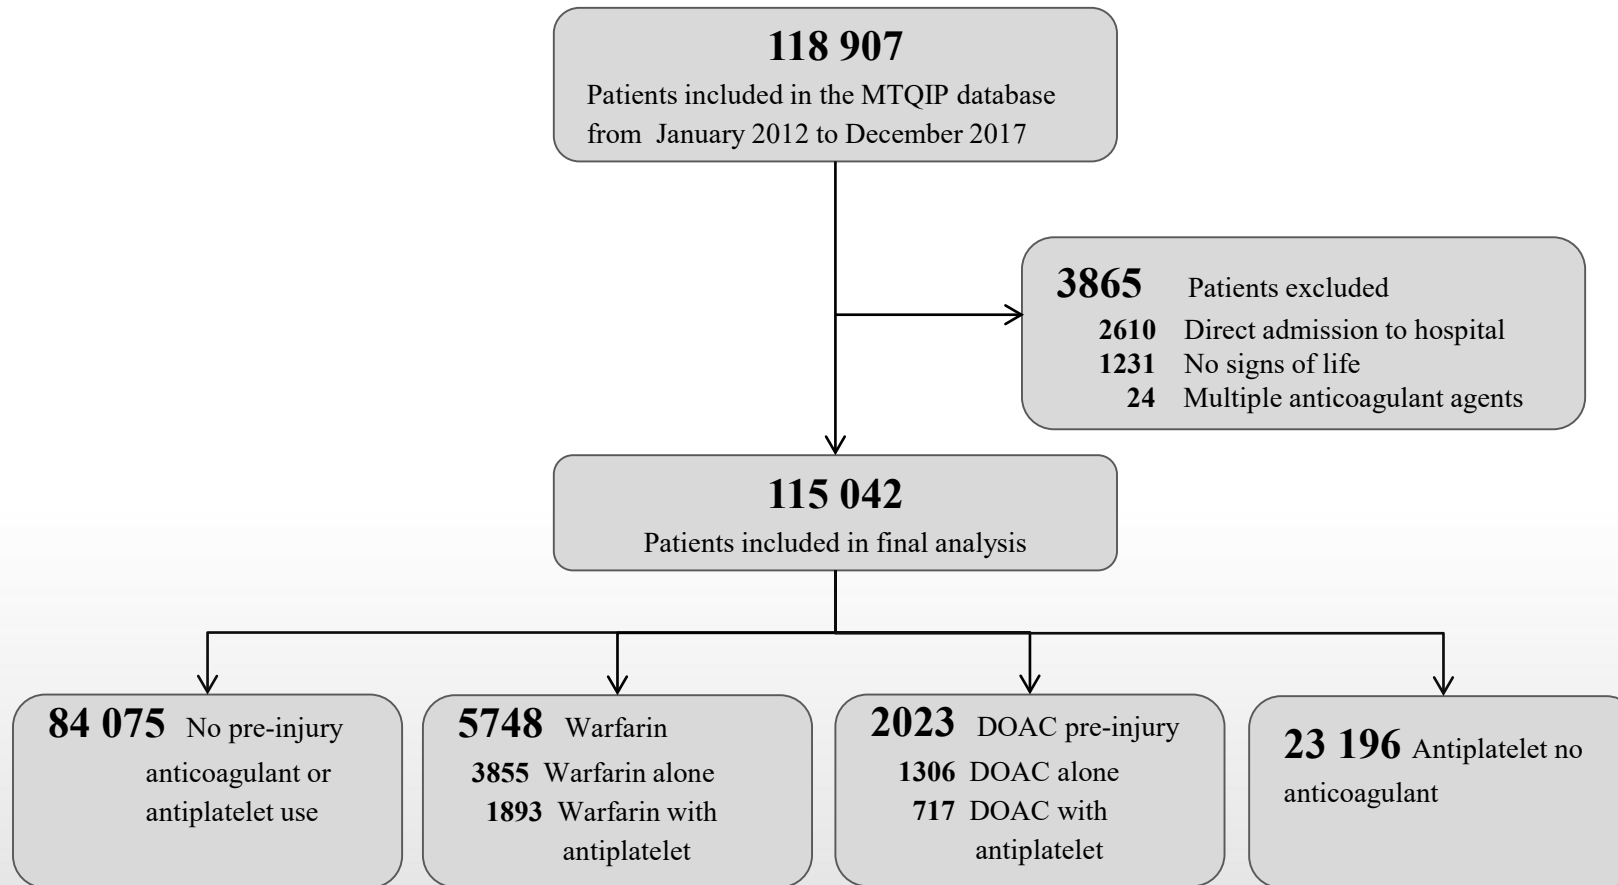 118 907
Patients included in the MTQIP database
from January 2012 to December 2017
3865 Patients excluded
2610 Direct admission to hospital
1231 No signs of life
24 Multiple anticoagulant agents
115 042
Patients included in final analysis
84 075 No pre-injury
anticoagulant or
antiplatelet use
5748 Warfarin
3855 Warfarin alone
1893 Warfarin with
antiplatelet
2023 DOAC pre-injury
1306 DOAC alone
717 DOAC with
antiplatelet
23 196 Antiplatelet no
anticoagulant